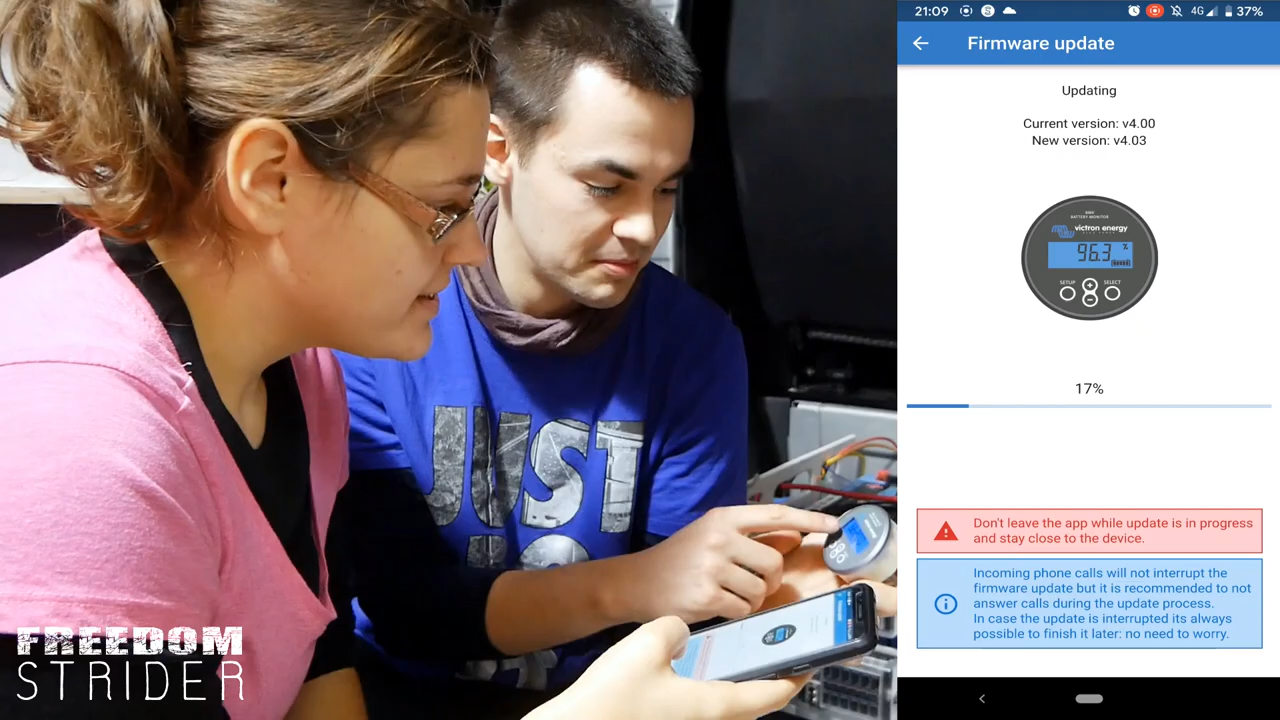 JUST
FREEDOM
STRIDER
21:09
4G
37%
Firmware update
Updating
Current version: v4.00
New version: v4.03
BMV
BATTERY MONITOR
victron energy
96.3
%
SETUP
SELECT
17%
Don't leave the app while update is in progress
and stay close to the device.
Incoming phone calls will not interrupt the
firmware update but it is recommended to not
answer calls during the update process.
In case the update is interrupted its always
possible to finish it later: no need to worry.